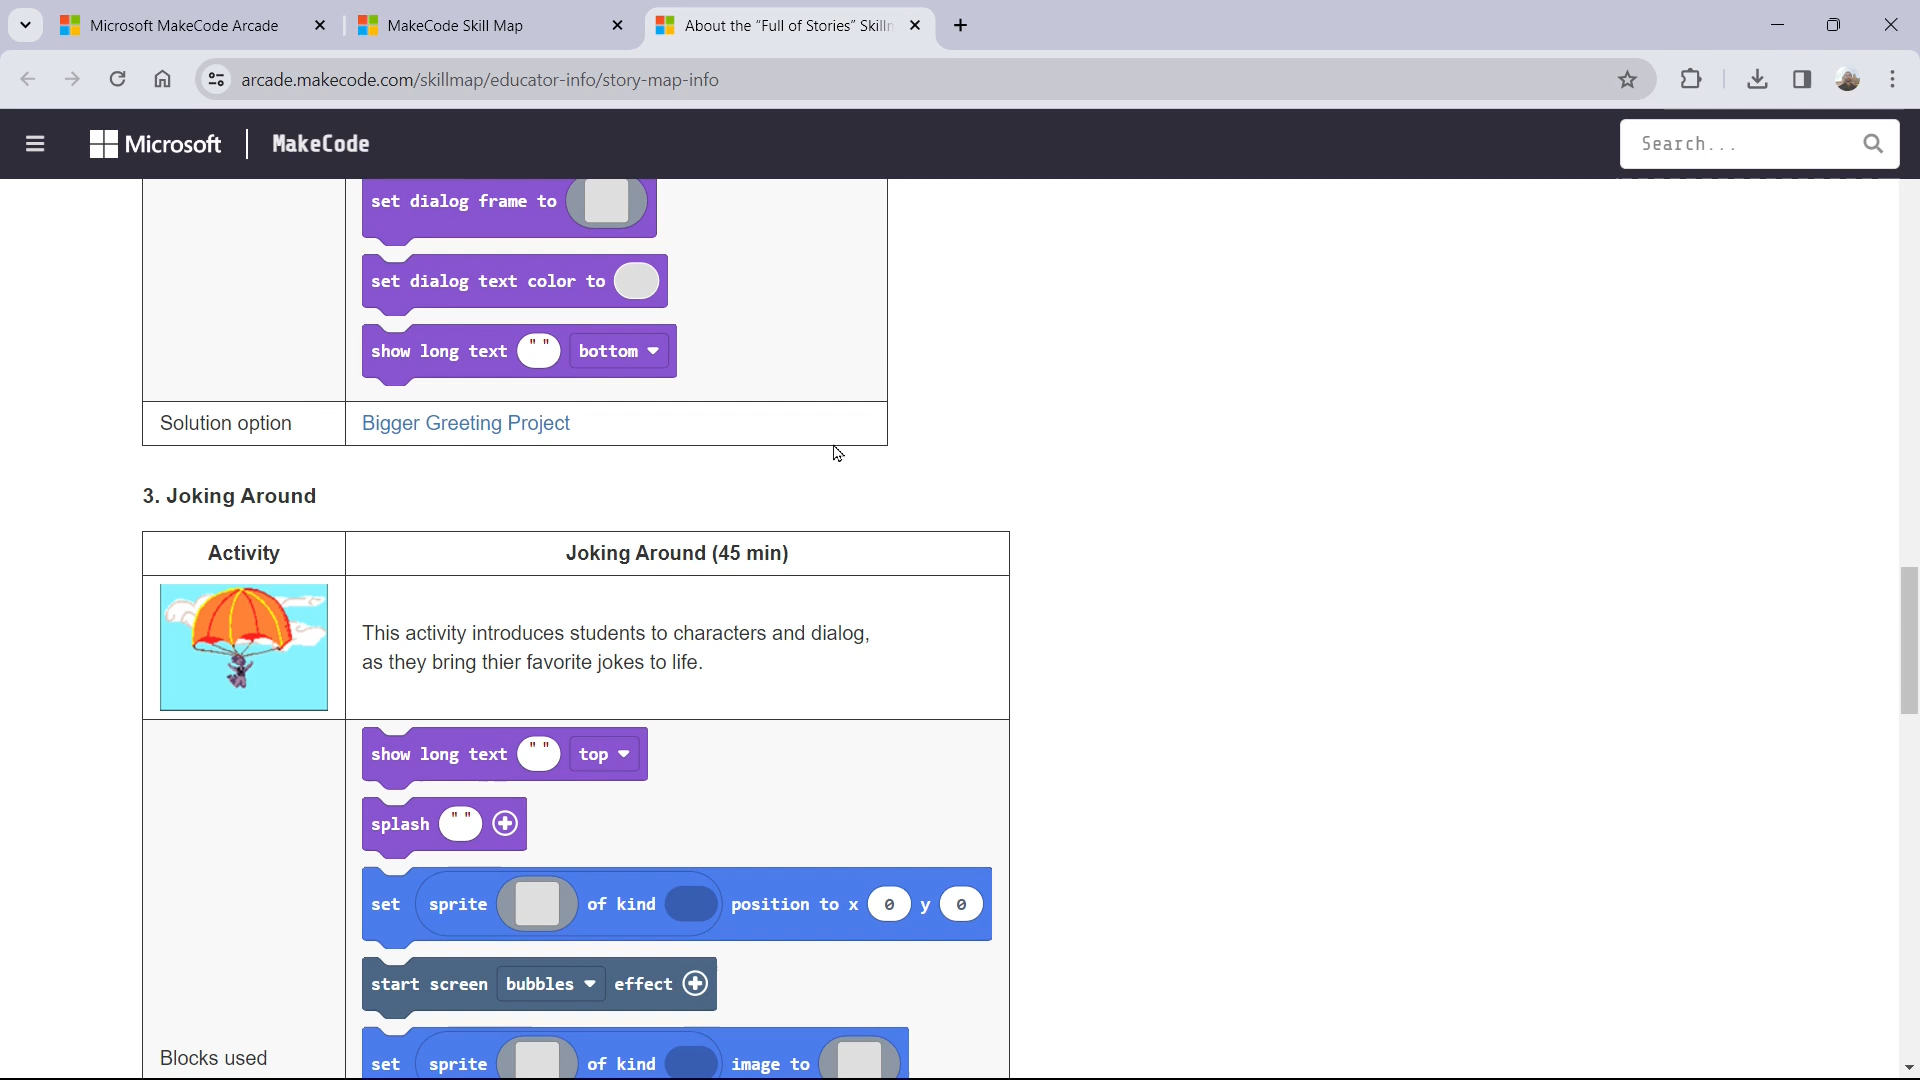 Microsoft MakeCode Arcade
MakeCode Skill Map
About the "Full of Stories" Skillm
arcade.makecode.com/skillmap/educator-info/story-map-info
Microsoft | MakeCode
Search...
set dialog frame to
set dialog text color to
show long text " " bottom
Solution option Bigger Greeting Project
3. Joking Around
Activity Joking Around (45 min)
This activity introduces students to characters and dialog,
as they bring thier favorite jokes to life.
show long text " " top
splash " "
set sprite of kind position to x 0 y 0
start screen bubbles effect
Blocks used
set sprite of kind image to